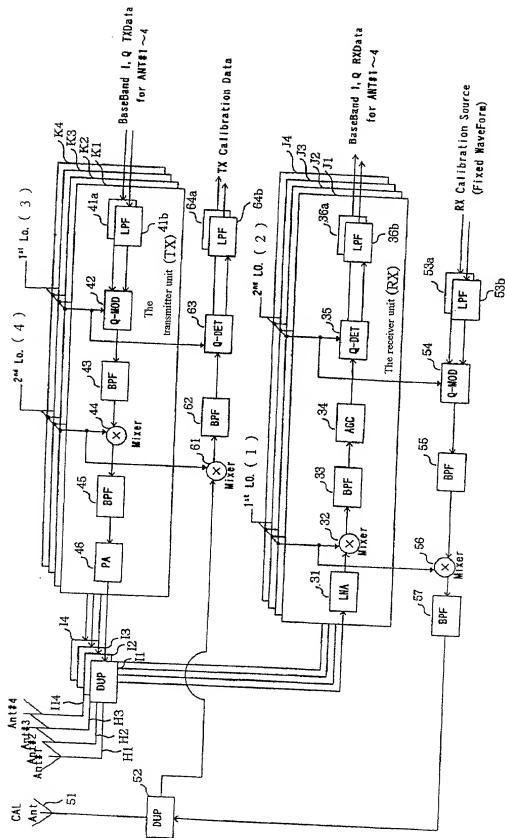 K4
K3
K2
K1
1st LO. ( 3 )
2nd LO. ( 4 )
BaseBand I, Q TXData
for ANT#1~4
41a
LPF
41b
42
Q-MOD
The
transmitter unit (TX)
43
BPF
44
Mixer
45
BPF
46
PA
TX Calibration Data
64a
LPF
64b
63
Q-DET
62
BPF
61
Mixer
I4
I3
I2
I1
DUP
Ant#4
Ant#3
Ant#2
Ant#1
H4
H3
H2
H1
CAL
Ant
51
52
DUP
J4
J3
J2
J1
1st LO. ( 1 )
2nd LO. ( 2 )
BaseBand I, Q RXData
for ANT#1~4
31
LNA
32
Mixer
33
BPF
34
AGC
35
Q-DET
36a
LPF
36b
The receiver unit (RX)
RX Calibration Source
(Fixed WaveForm)
53a
LPF
53b
54
Q-MOD
55
BPF
56
Mixer
57
BPF